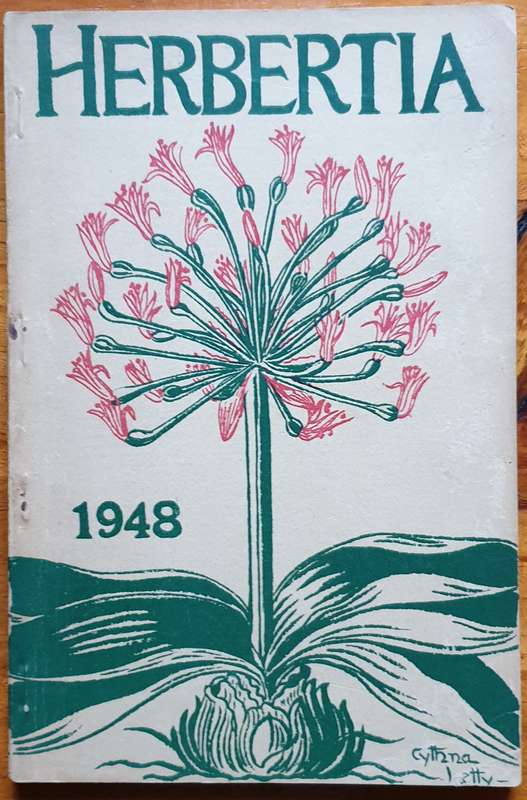 HERBERTIA
1948
Cythna
Letty